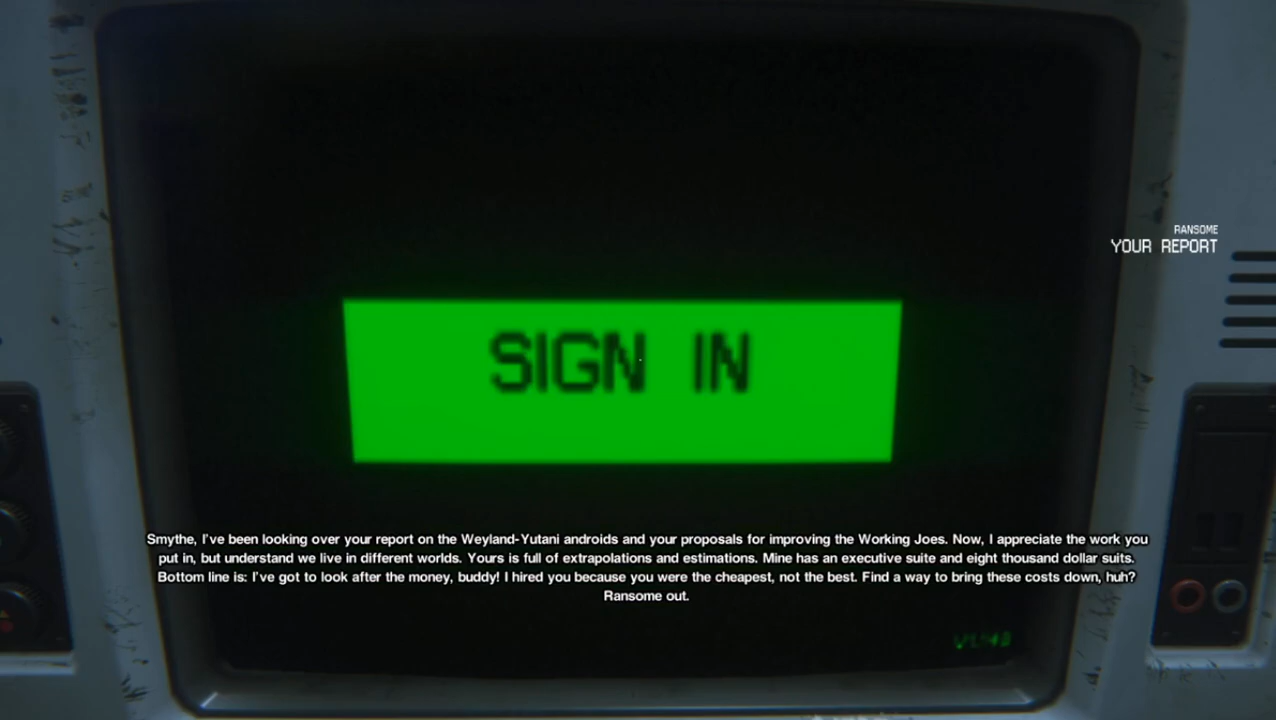 RANSOME
YOUR REPORT
SIGN IN
Smythe, I've been looking over your report on the Weyland-Yutani androids and your proposals for improving the Working Joes. Now, I appreciate the work you
put in, but understand we live in different worlds. Yours is full of extrapolations and estimations. Mine has an executive suite and eight thousand dollar suits.
Bottom line is: I've got to look after the money, buddy! I hired you because you were the cheapest, not the best. Find a way to bring these costs down, huh?
Ransome out.